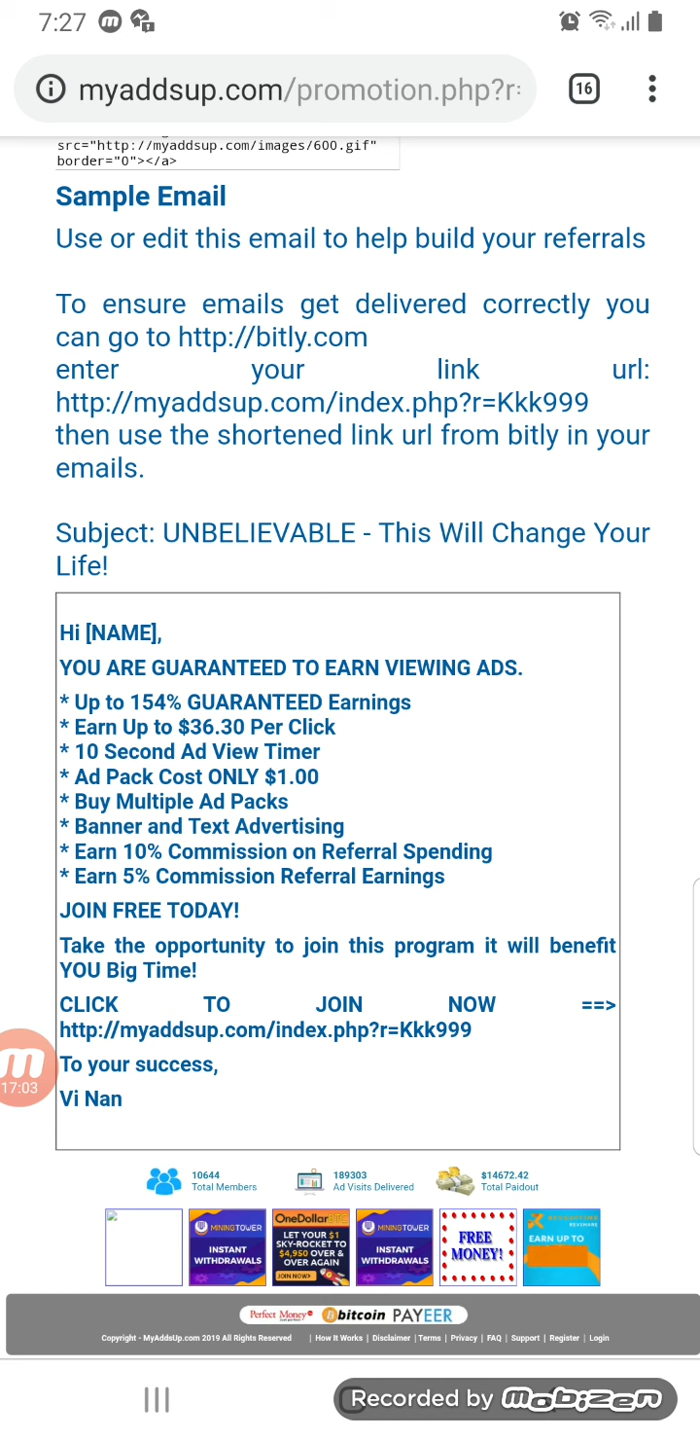 7:27
myaddsup.com/promotion.php?r:
16
src="http://myaddsup.com/images/600.gif"
border="0"></a>
Sample Email
Use or edit this email to help build your referrals
To ensure emails get delivered correctly you
can go to http://bitly.com
enter your link url:
http://myaddsup.com/index.php?r=Kkk999
then use the shortened link url from bitly in your
emails.
Subject: UNBELIEVABLE - This Will Change Your
Life!
Hi [NAME],
YOU ARE GUARANTEED TO EARN VIEWING ADS.
* Up to 154% GUARANTEED Earnings
* Earn Up to $36.30 Per Click
* 10 Second Ad View Timer
* Ad Pack Cost ONLY $1.00
* Buy Multiple Ad Packs
* Banner and Text Advertising
* Earn 10% Commission on Referral Spending
* Earn 5% Commission Referral Earnings
JOIN FREE TODAY!
Take the opportunity to join this program it will benefit
YOU Big Time!
CLICK TO JOIN NOW ==>
http://myaddsup.com/index.php?r=Kkk999
17:03
To your success,
Vi Nan
10644
Total Members
189303
Ad Visits Delivered
$14672.42
Total Paidout
MININGTOWER
INSTANT
WITHDRAWALS
OneDollar
LET YOUR $1
SKY-ROCKET TO
$4,950 OVER &
OVER AGAIN
JOIN NOW
MININGTOWER
INSTANT
WITHDRAWALS
FREE
MONEY!
REVSHARE
EARN UP TO
Perfect Money bitcoin PAYEER
Copyright - MyAddsUp.com 2019 All Rights Reserved | How It Works | Disclaimer | Terms | Privacy | FAQ | Support | Register | Login
Recorded by mobizen